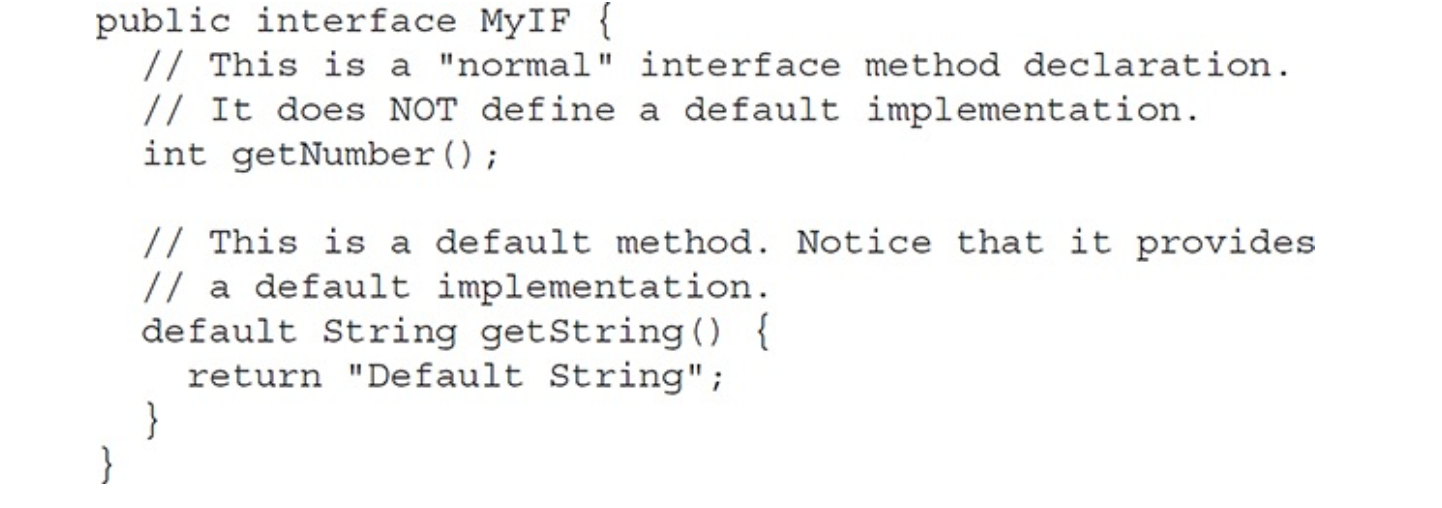 public interface MyIF {
// This is a "normal" interface method declaration.
// It does NOT define a default implementation.
int getNumber();
// This is a default method. Notice that it provides
// a default implementation.
default String getString() {
return "Default String";
}
}